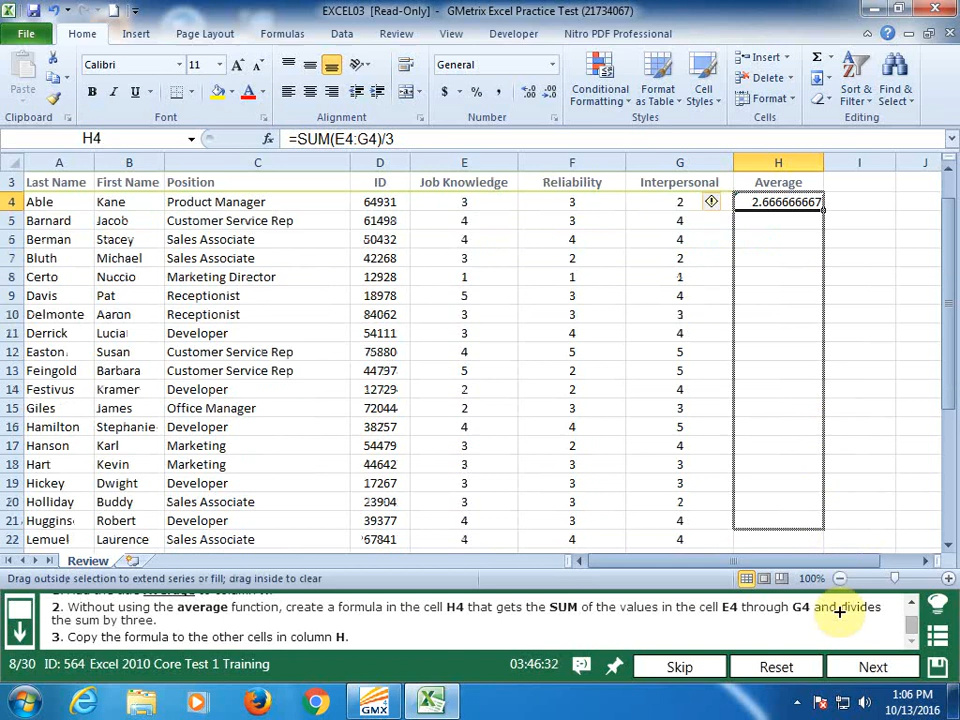 EXCEL03 [Read-Only] - GMetrix Excel Practice Test (21734067)
File Home Insert Page Layout Formulas Data Review View Developer Nitro PDF Professional
Paste Calibri 11 General Conditional Formatting Format as Table Cell Styles Insert Delete Format Sort & Filter Find & Select
Clipboard Font Alignment Number Styles Cells Editing
H4 fx =SUM(E4:G4)/3
A B C D E F G H I J
3 Last Name First Name Position ID Job Knowledge Reliability Interpersonal Average
4 Able Kane Product Manager 64931 3 3 2 2.666666667
5 Barnard Jacob Customer Service Rep 61498 4 3 4
6 Berman Stacey Sales Associate 50432 4 4 4
7 Bluth Michael Sales Associate 42268 3 2 2
8 Certo Nuccio Marketing Director 12928 1 1 1
9 Davis Pat Receptionist 18978 5 3 4
10 Delmonte Aaron Receptionist 84062 3 3 3
11 Derrick Lucia Developer 54111 3 4 4
12 Easton Susan Customer Service Rep 75880 4 5 5
13 Feingold Barbara Customer Service Rep 44797 5 2 5
14 Festivus Kramer Developer 12729 2 2 4
15 Giles James Office Manager 72044 2 3 3
16 Hamilton Stephanie Developer 38257 4 4 5
17 Hanson Karl Marketing 54479 3 2 4
18 Hart Kevin Marketing 44642 3 3 3
19 Hickey Dwight Developer 17267 3 3 3
20 Holliday Buddy Sales Associate 23904 3 3 2
21 Huggins Robert Developer 39377 4 3 4
22 Lemuel Laurence Sales Associate 67841 4 4 4
Review
Drag outside selection to extend series or fill; drag inside to clear 100%
2. Without using the average function, create a formula in the cell H4 that gets the SUM of the values in the cell E4 through G4 and divides
the sum by three.
3. Copy the formula to the other cells in column H.
8/30 ID: 564 Excel 2010 Core Test 1 Training 03:46:32 Skip Reset Next
GMX
1:06 PM
10/13/2016